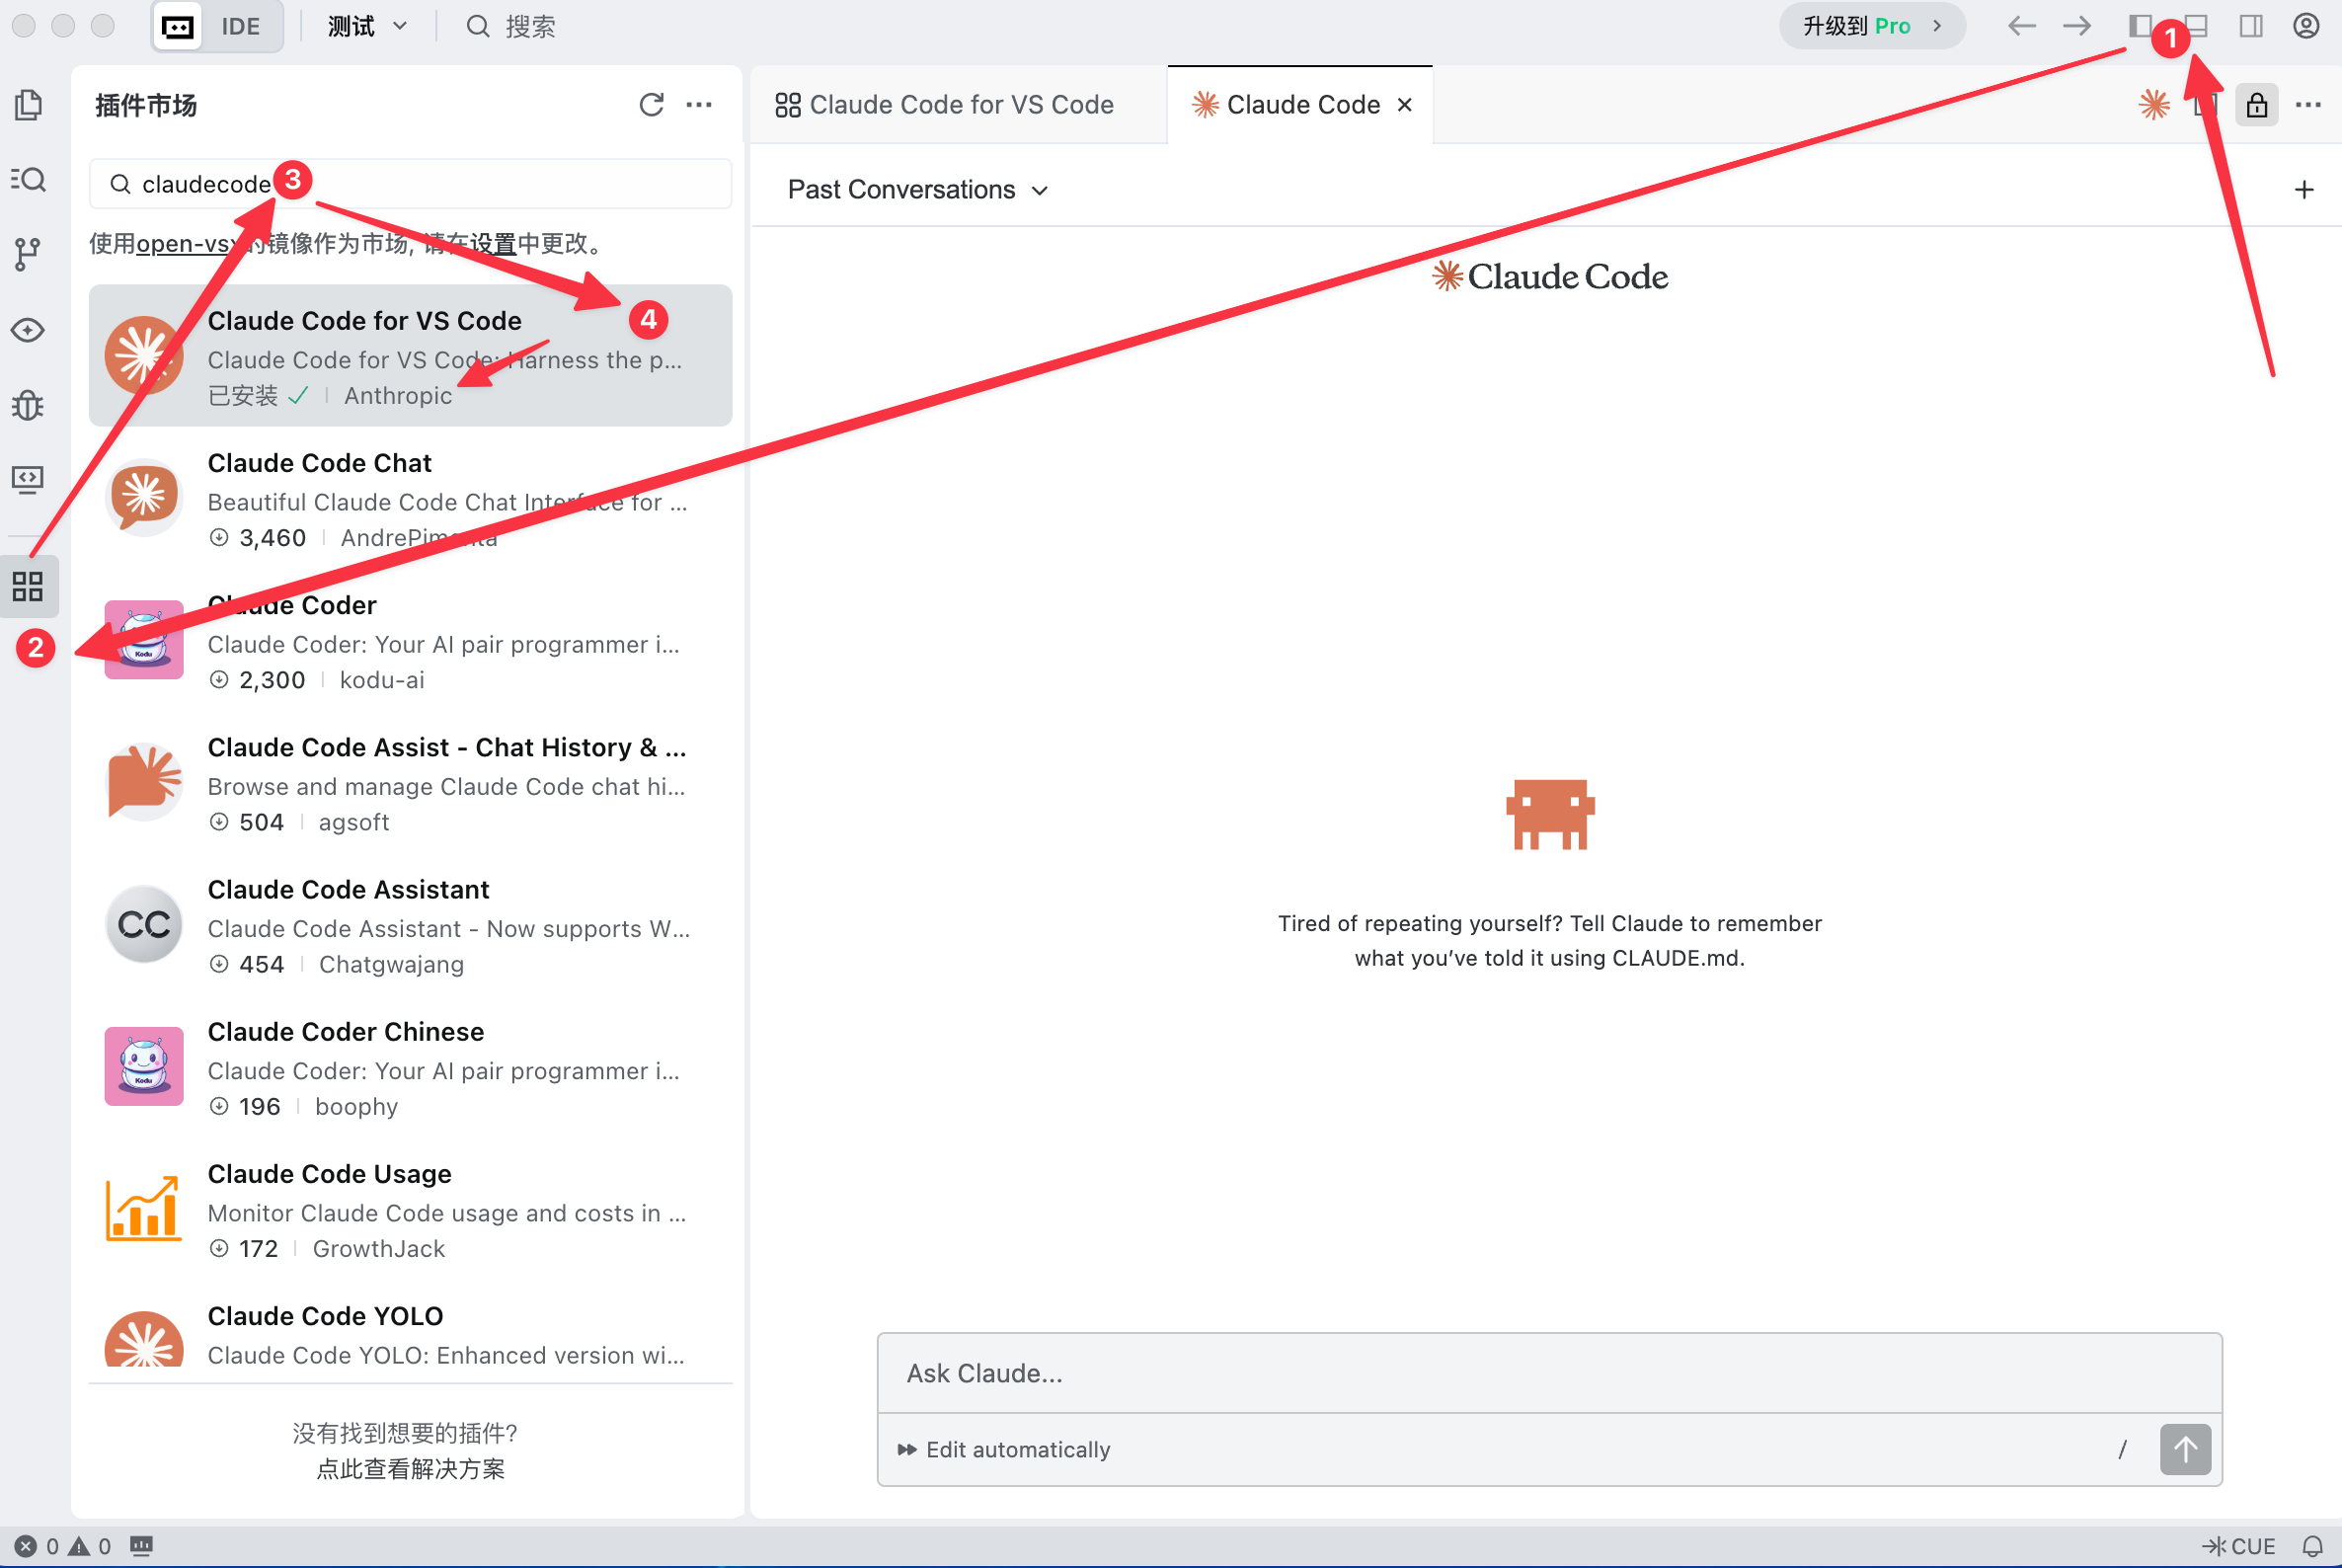 IDE
测试
搜索
升级到 Pro
1
插件市场
Claude Code for VS Code
Claude Code
claudecode
3
使用open-vsx的镜像作为市场, 请在设置中更改。
Past Conversations
Claude Code
Claude Code for VS Code
4
Claude Code for VS Code: Harness the p...
已安装
Anthropic
Claude Code Chat
Beautiful Claude Code Chat Interface for ...
3,460
AndrePimenta
Claude Coder
Claude Coder: Your AI pair programmer i...
Kodu
2,300
kodu-ai
2
Claude Code Assist - Chat History & ...
Browse and manage Claude Code chat hi...
504
agsoft
Claude Code Assistant
CC
Claude Code Assistant - Now supports W...
454
Chatgwajang
Claude Coder Chinese
Claude Coder: Your AI pair programmer i...
Kodu
196
boophy
Claude Code Usage
Monitor Claude Code usage and costs in ...
172
GrowthJack
Claude Code YOLO
Claude Code YOLO: Enhanced version wi...
没有找到想要的插件?
点此查看解决方案
Tired of repeating yourself? Tell Claude to remember
what you've told it using CLAUDE.md.
Ask Claude...
Edit automatically
/
0
0
CUE